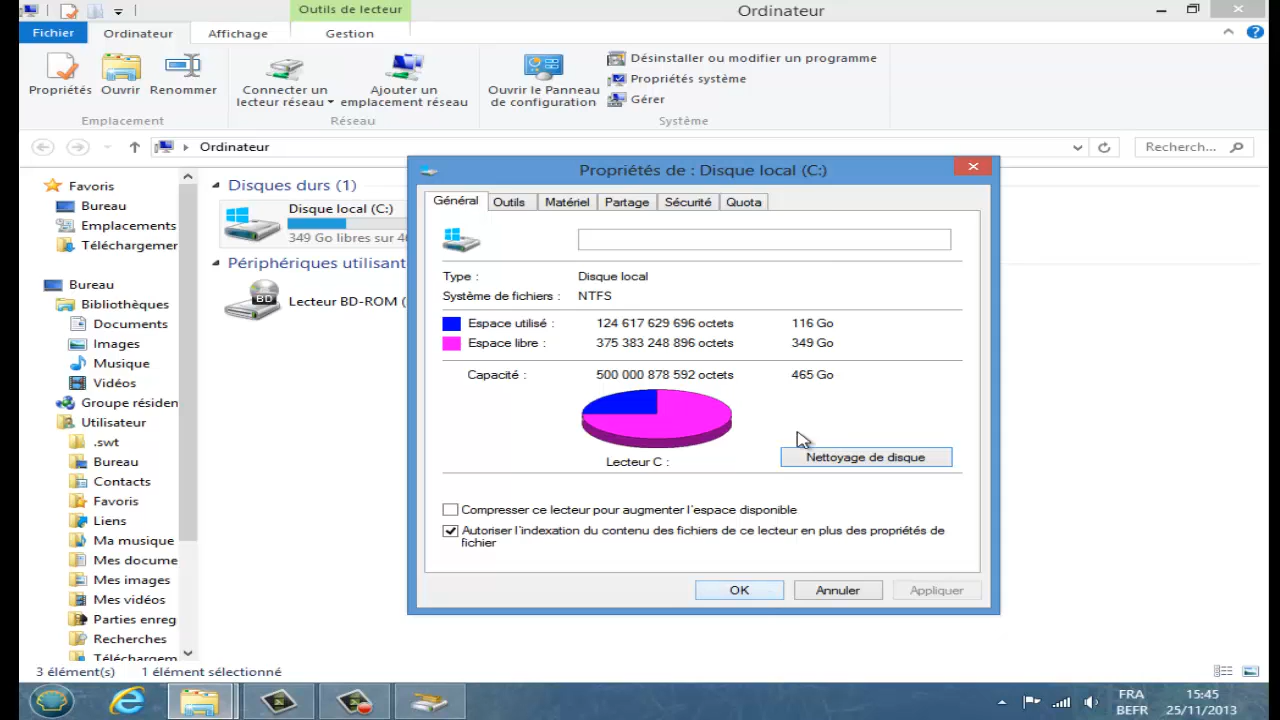 Outils de lecteur
Ordinateur
Fichier
Ordinateur
Affichage
Gestion
Propriétés
Ouvrir
Renommer
Connecter un
lecteur réseau
Ajouter un
emplacement réseau
Ouvrir le Panneau
de configuration
Désinstaller ou modifier un programme
Propriétés système
Gérer
Emplacement
Réseau
Système
Ordinateur
Recherch...
Favoris
Bureau
Emplacements
Téléchargemer
Bureau
Bibliothèques
Documents
Images
Musique
Vidéos
Groupe résiden
Utilisateur
.swt
Bureau
Contacts
Favoris
Liens
Ma musique
Mes docume
Mes images
Mes vidéos
Parties enreg
Recherches
Téléchargem
Disques durs (1)
Disque local (C:)
349 Go libres sur 46
Périphériques utilisant
Lecteur BD-ROM (
BD
Propriétés de : Disque local (C:)
Général
Outils
Matériel
Partage
Sécurité
Quota
Type :
Disque local
Système de fichiers :
NTFS
Espace utilisé :
124 617 629 696 octets
116 Go
Espace libre :
375 383 248 896 octets
349 Go
Capacité :
500 000 878 592 octets
465 Go
Lecteur C :
Nettoyage de disque
Compresser ce lecteur pour augmenter l'espace disponible
Autoriser l'indexation du contenu des fichiers de ce lecteur en plus des propriétés de
fichier
OK
Annuler
Appliquer
3 élément(s)
1 élément sélectionné
FRA
BEFR
15:45
25/11/2013